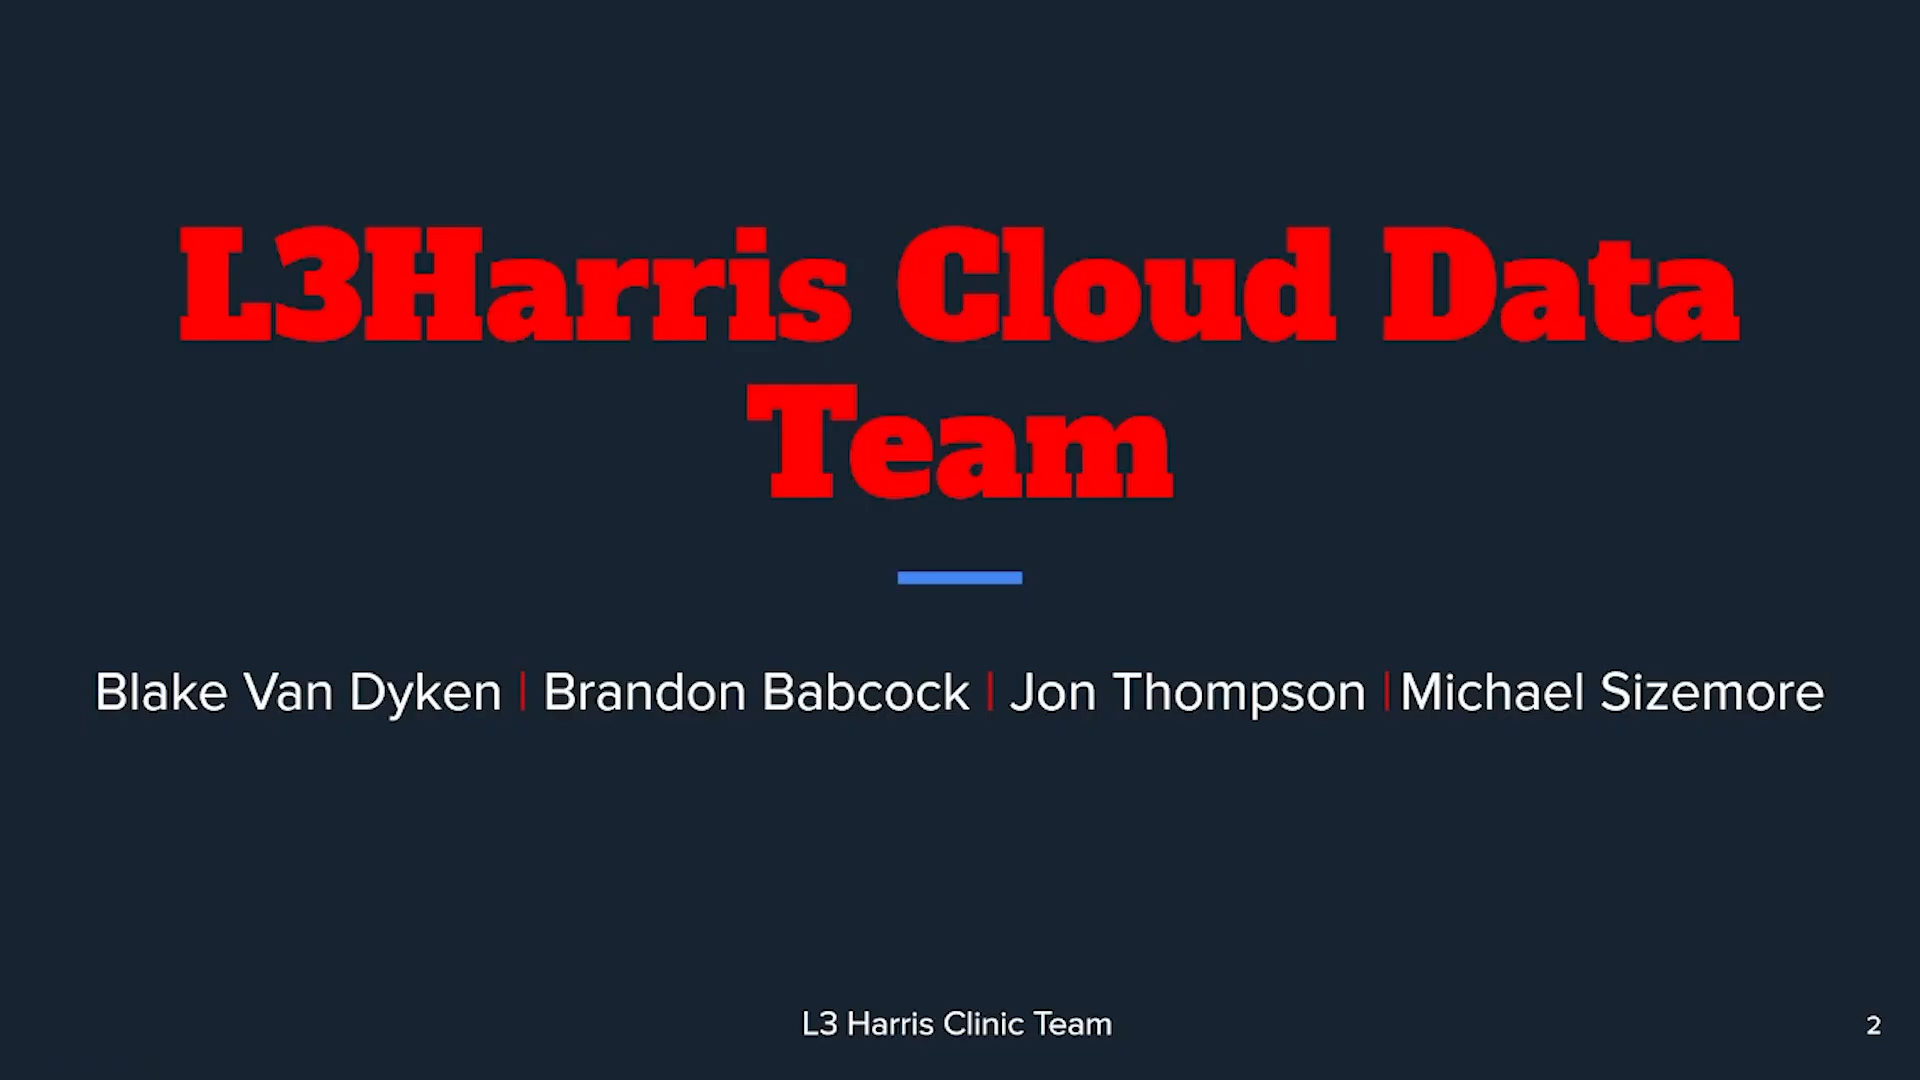 L3Harris Cloud Data
Team
Blake Van Dyken | Brandon Babcock | Jon Thompson |Michael Sizemore
L3 Harris Clinic Team
2